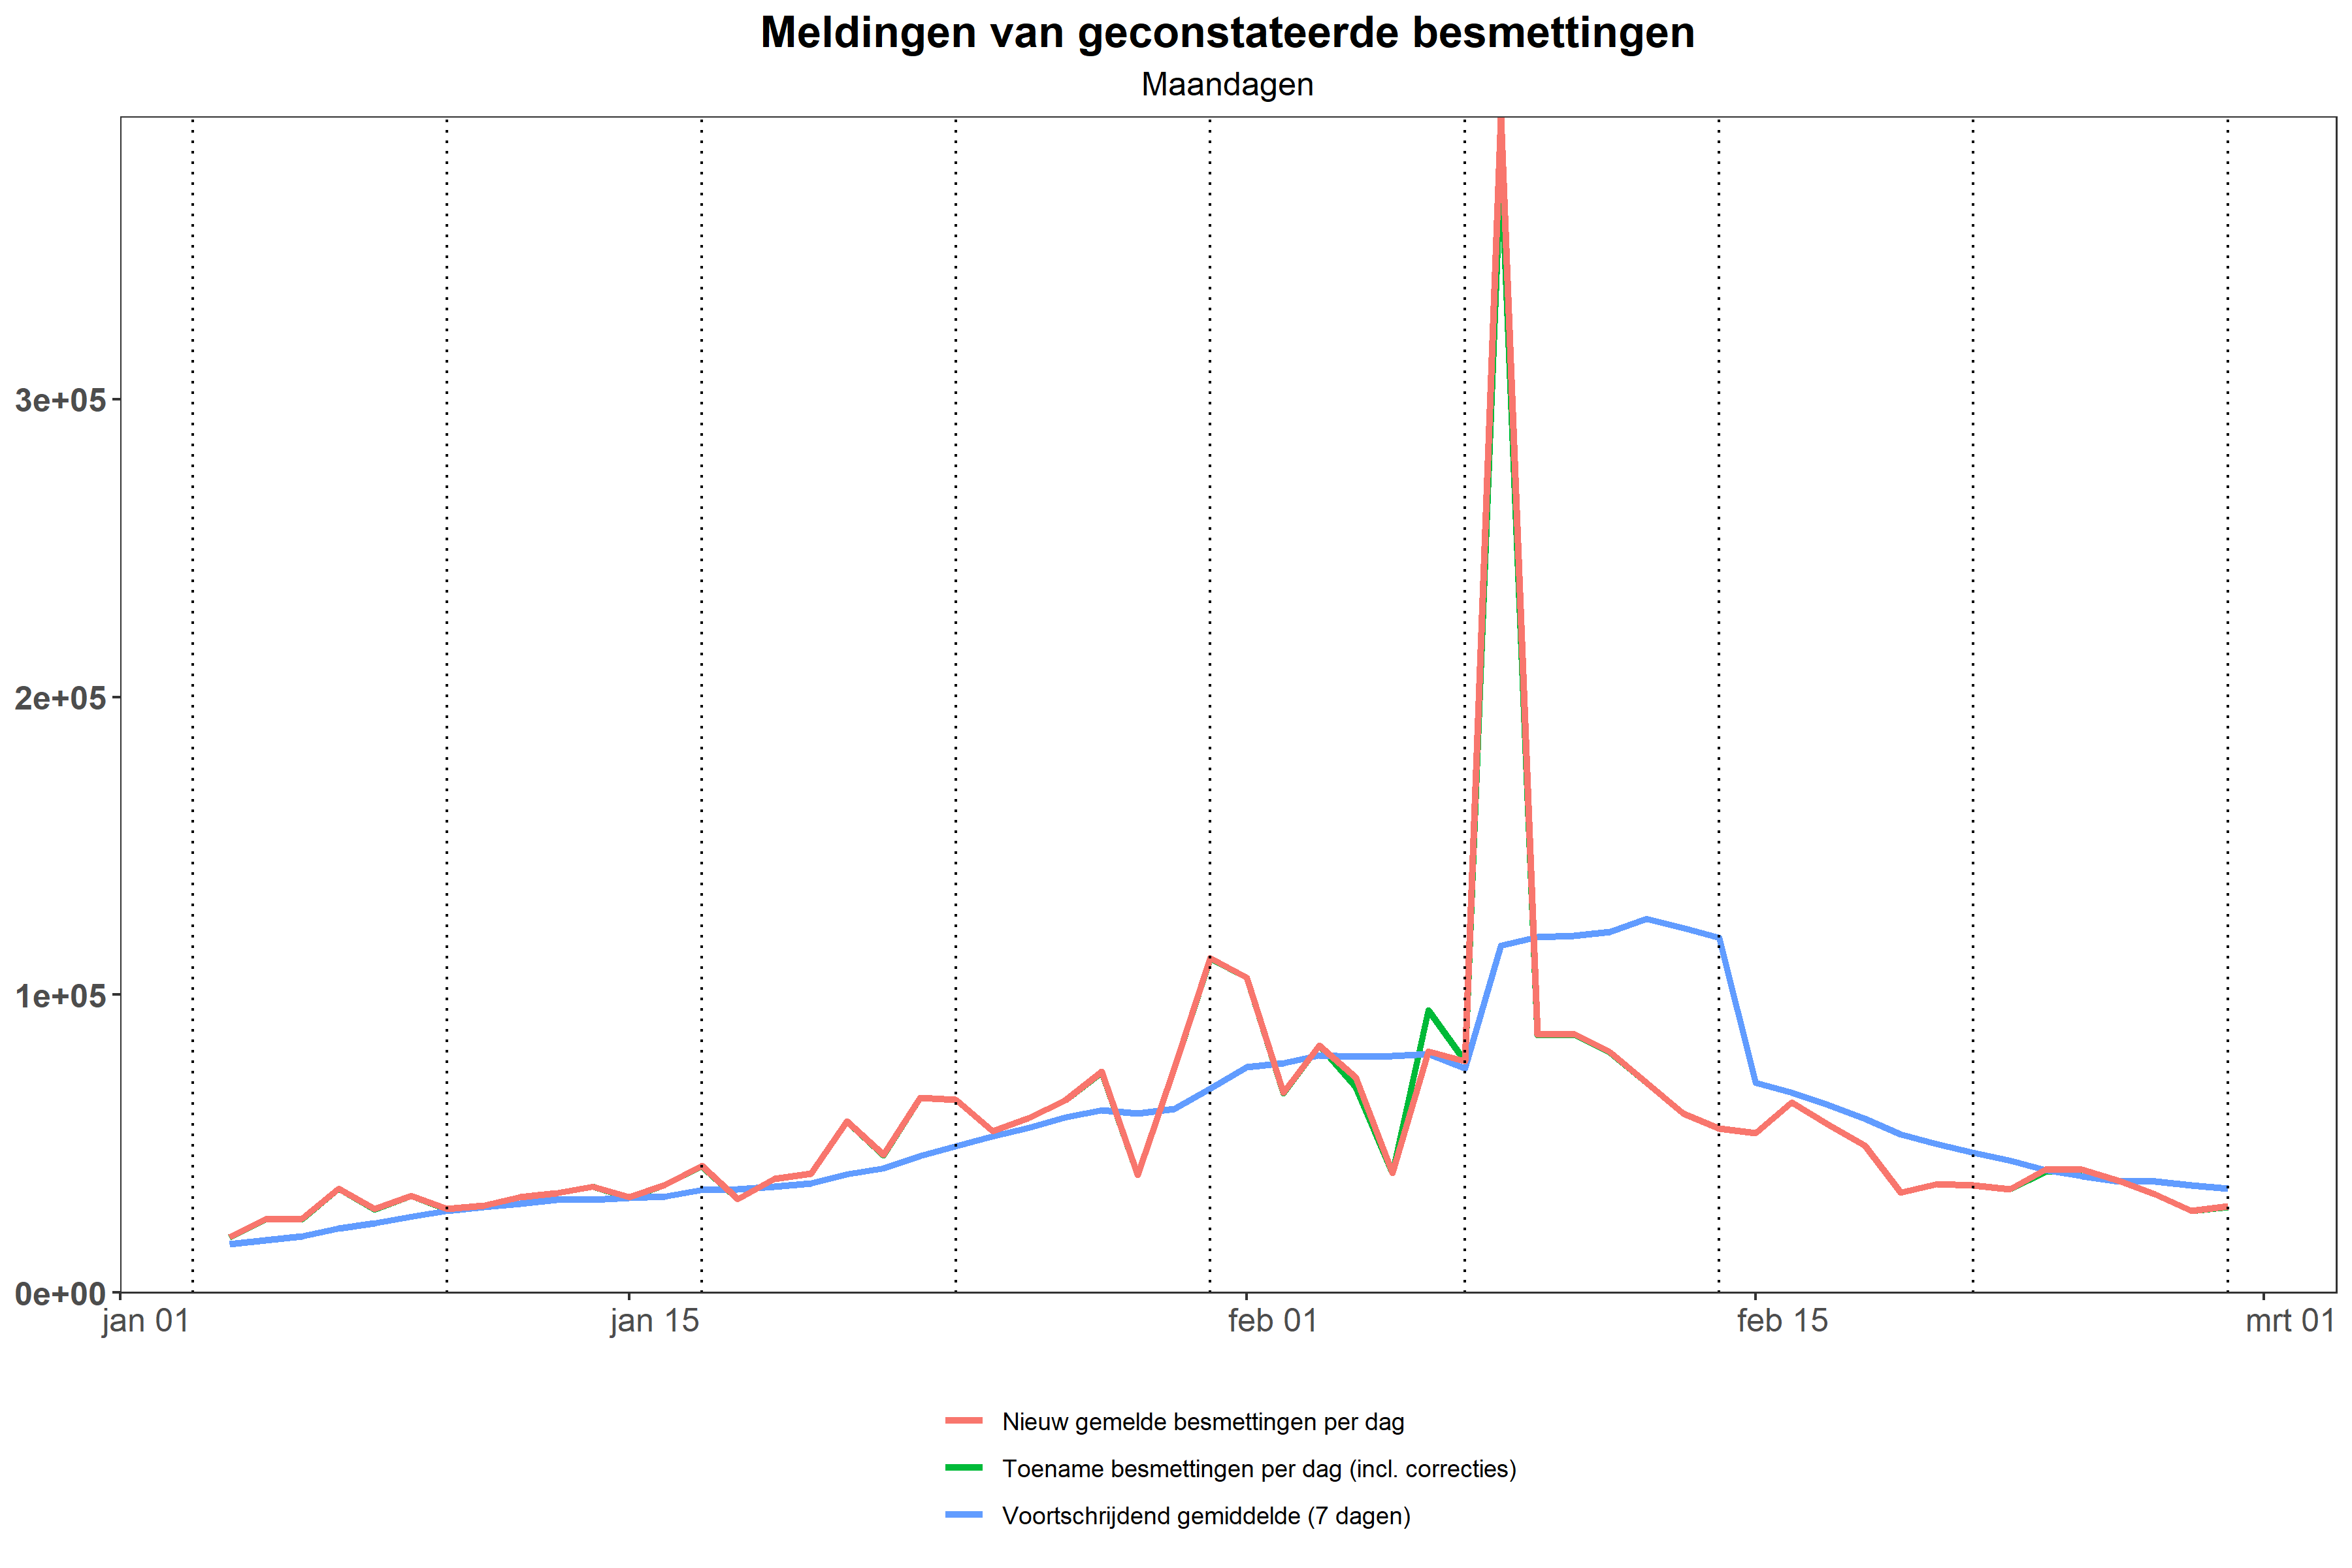 Meldingen van geconstateerde besmettingen
Maandagen
3e+05
2e+05
1e+05
0e+00
jan 01 jan 15 feb 01 feb 15 mrt 01
Nieuw gemelde besmettingen per dag
Toename besmettingen per dag (incl. correcties)
Voortschrijdend gemiddelde (7 dagen)